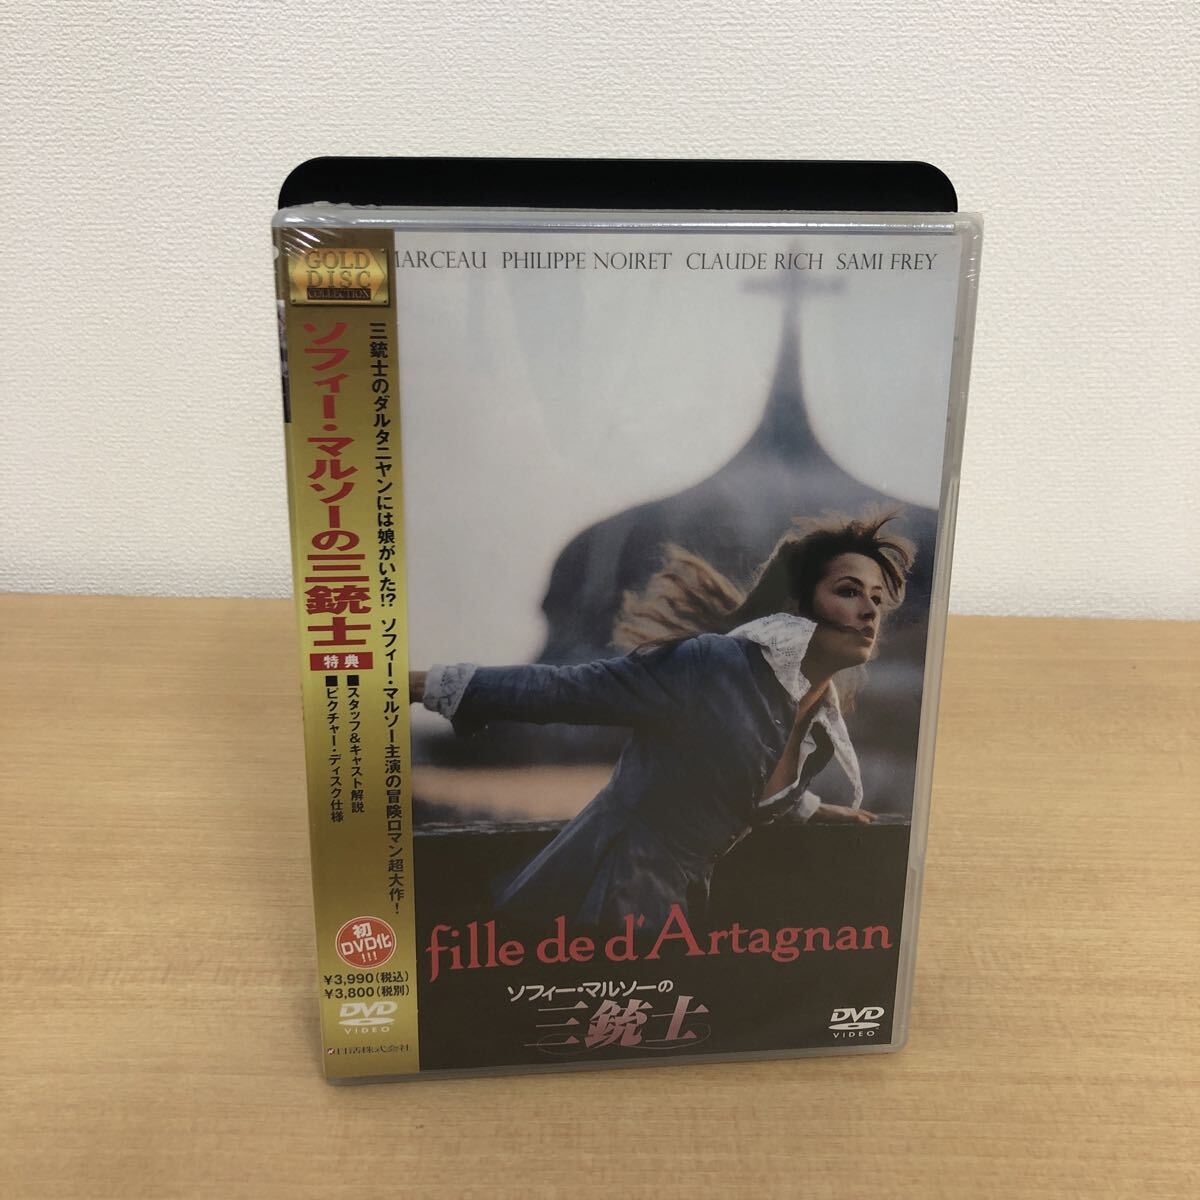 GOLD
DISC
COLLECTION
MARCEAU PHILIPPE NOIRET CLAUDE RICH SAMI FREY
三銃士のダルタニャンには娘がいた!? ソフィー・マルソー主演の冒険ロマン超大作!
ソフィー・マルソーの三銃士
特典
■スタッフ&キャスト解説
■ピクチャー・ディスク仕様
初
DVD化
!!!
¥3,990(税込)
¥3,800(税別)
DVD
VIDEO
日活株式会社
fille de d'Artagnan
ソフィー・マルソーの
三銃士
DVD
VIDEO